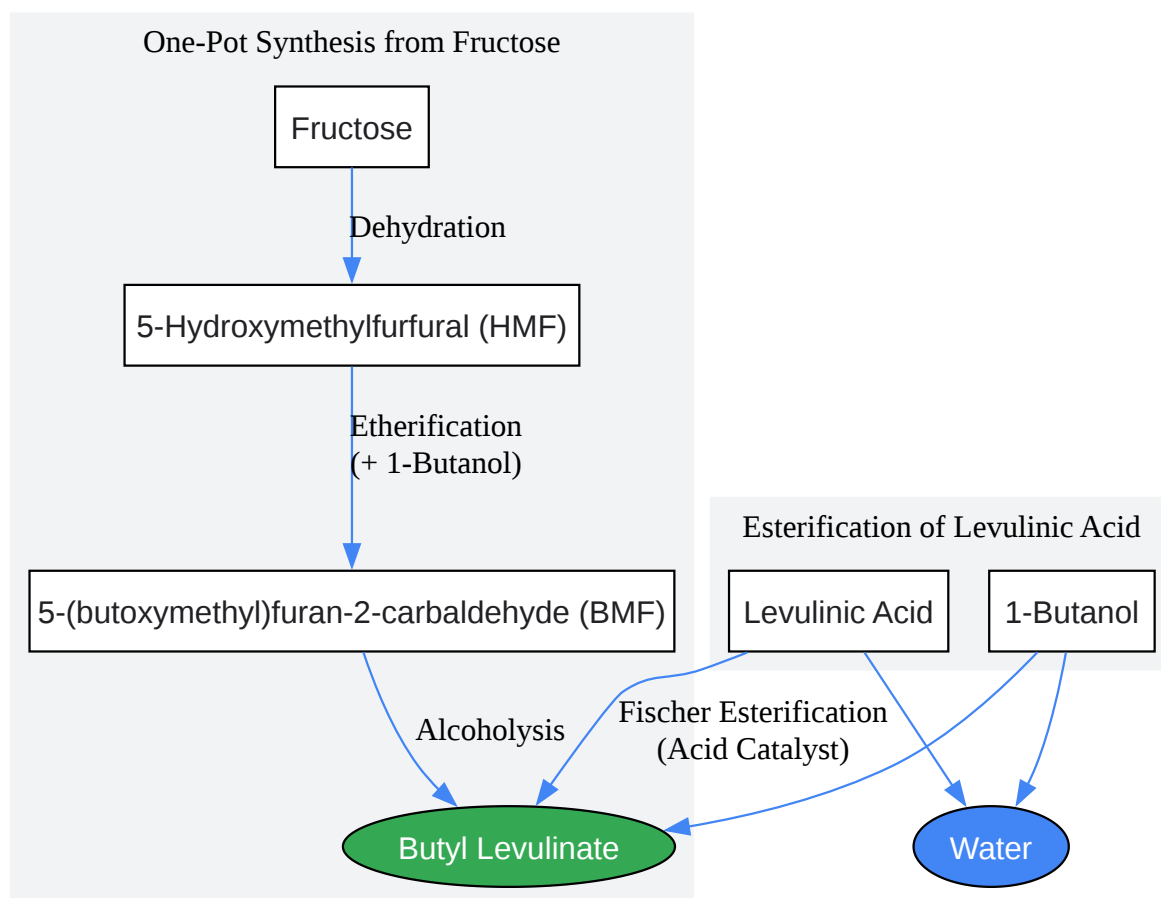 One-Pot Synthesis from Fructose
Fructose
Dehydration
5-Hydroxymethylfurfural (HMF)
Etherification
(+ 1-Butanol)
5-(butoxymethyl)furan-2-carbaldehyde (BMF)
Esterification of Levulinic Acid
Levulinic Acid
1-Butanol
Alcoholysis
Fischer Esterification
(Acid Catalyst)
Butyl Levulinate
Water